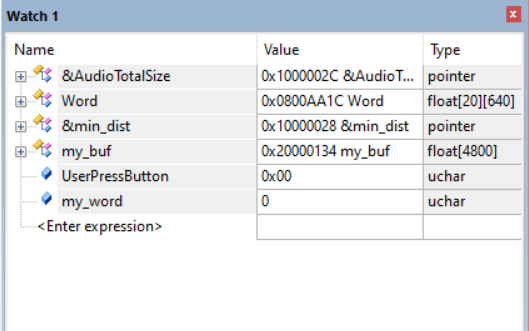 Watch 1
Name Value Type
&AudioTotalSize 0x1000002C &AudioT... pointer
Word 0x0800AA1C Word float[20][640]
&min_dist 0x10000028 &min_dist pointer
my_buf 0x20000134 my_buf float[4800]
UserPressButton 0x00 uchar
my_word 0 uchar
<Enter expression>